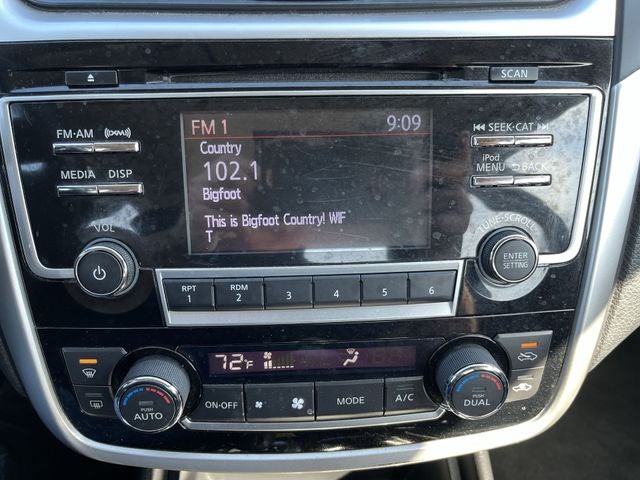 SCAN
FM·AM ((XM))
SEEK·CAT
FM 1 9:09
Country
102.1
Bigfoot
This is Bigfoot Country! WIF
T
MEDIA DISP
iPod
MENU BACK
VOL
TUNE·SCROLL
ENTER
SETTING
RPT
1
RDM
2
3
4
5
6
72°F
PUSH
AUTO
ON·OFF
MODE
A/C
PUSH
DUAL